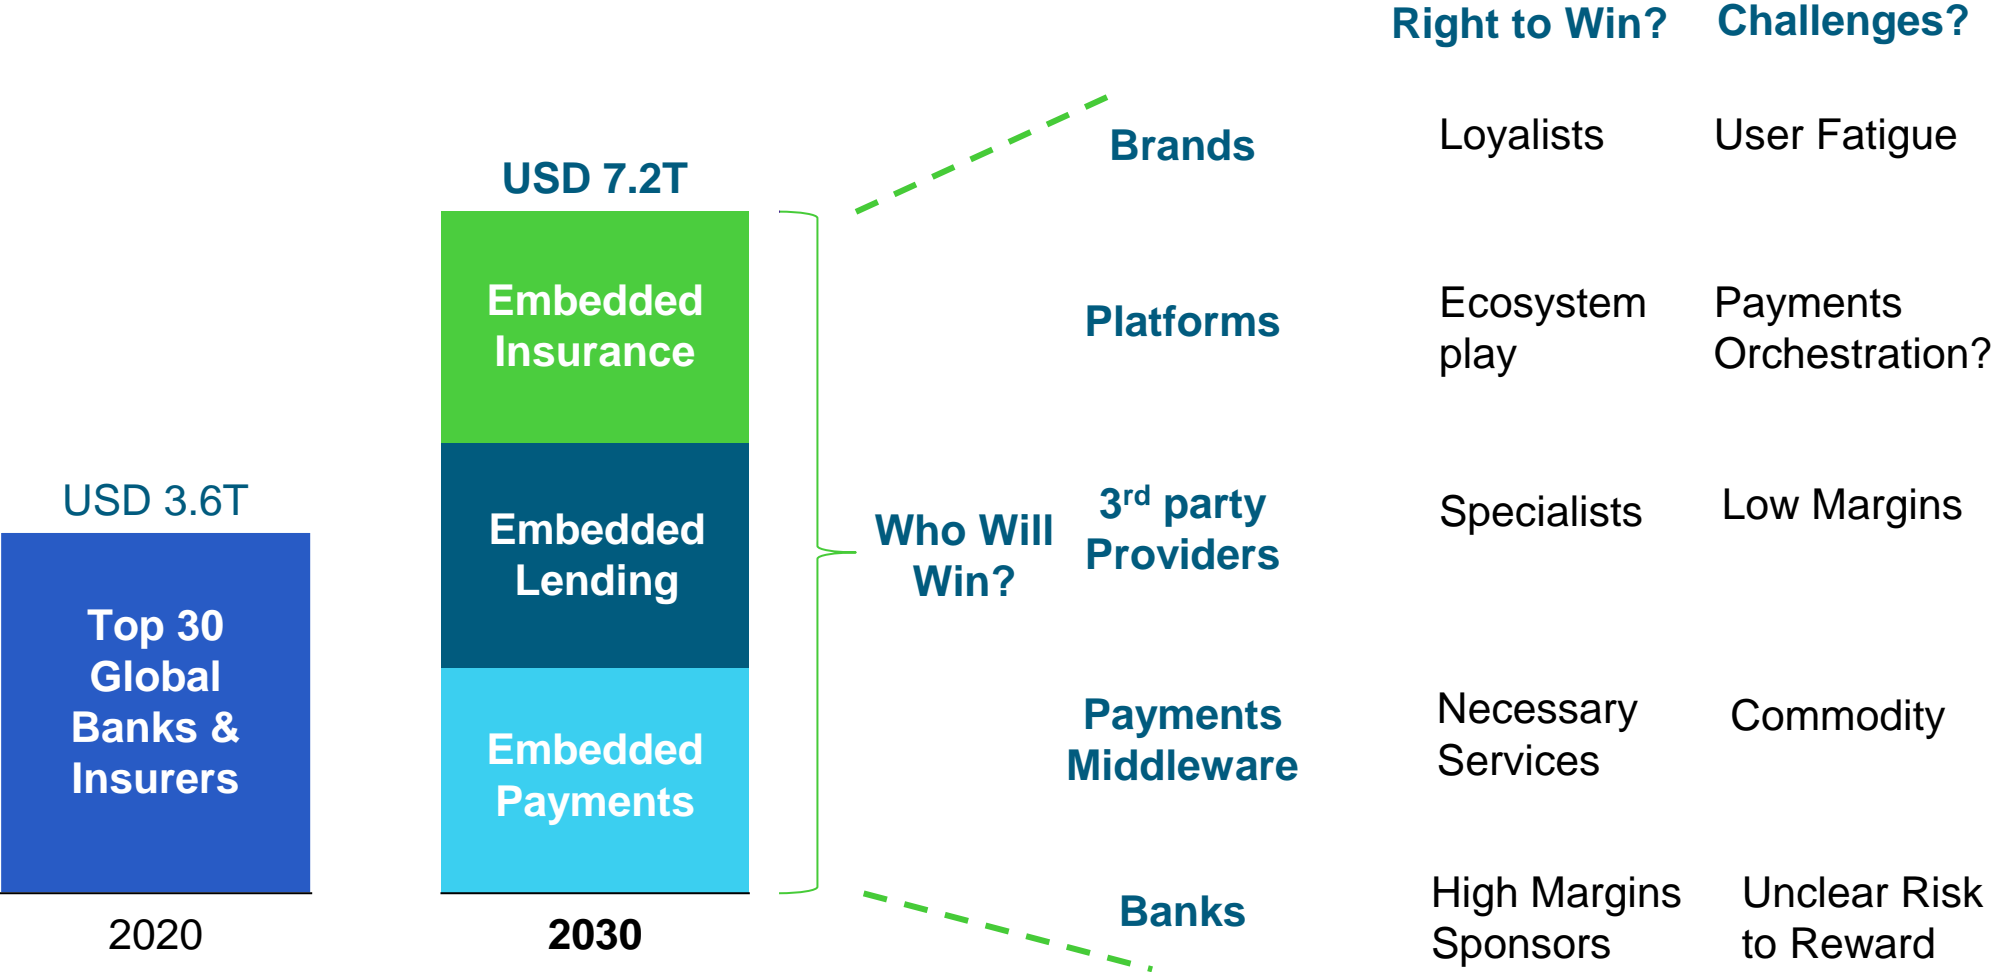 Right to Win?
Challenges?
USD 3.6T
Top 30
Global
Banks &
Insurers
2020
USD 7.2T
Embedded
Insurance
Embedded
Lending
Embedded
Payments
2030
Who Will
Win?
Brands
Loyalists
User Fatigue
Platforms
Ecosystem
play
Payments
Orchestration?
3rd party
Providers
Specialists
Low Margins
Payments
Middleware
Necessary
Services
Commodity
Banks
High Margins
Sponsors
Unclear Risk
to Reward